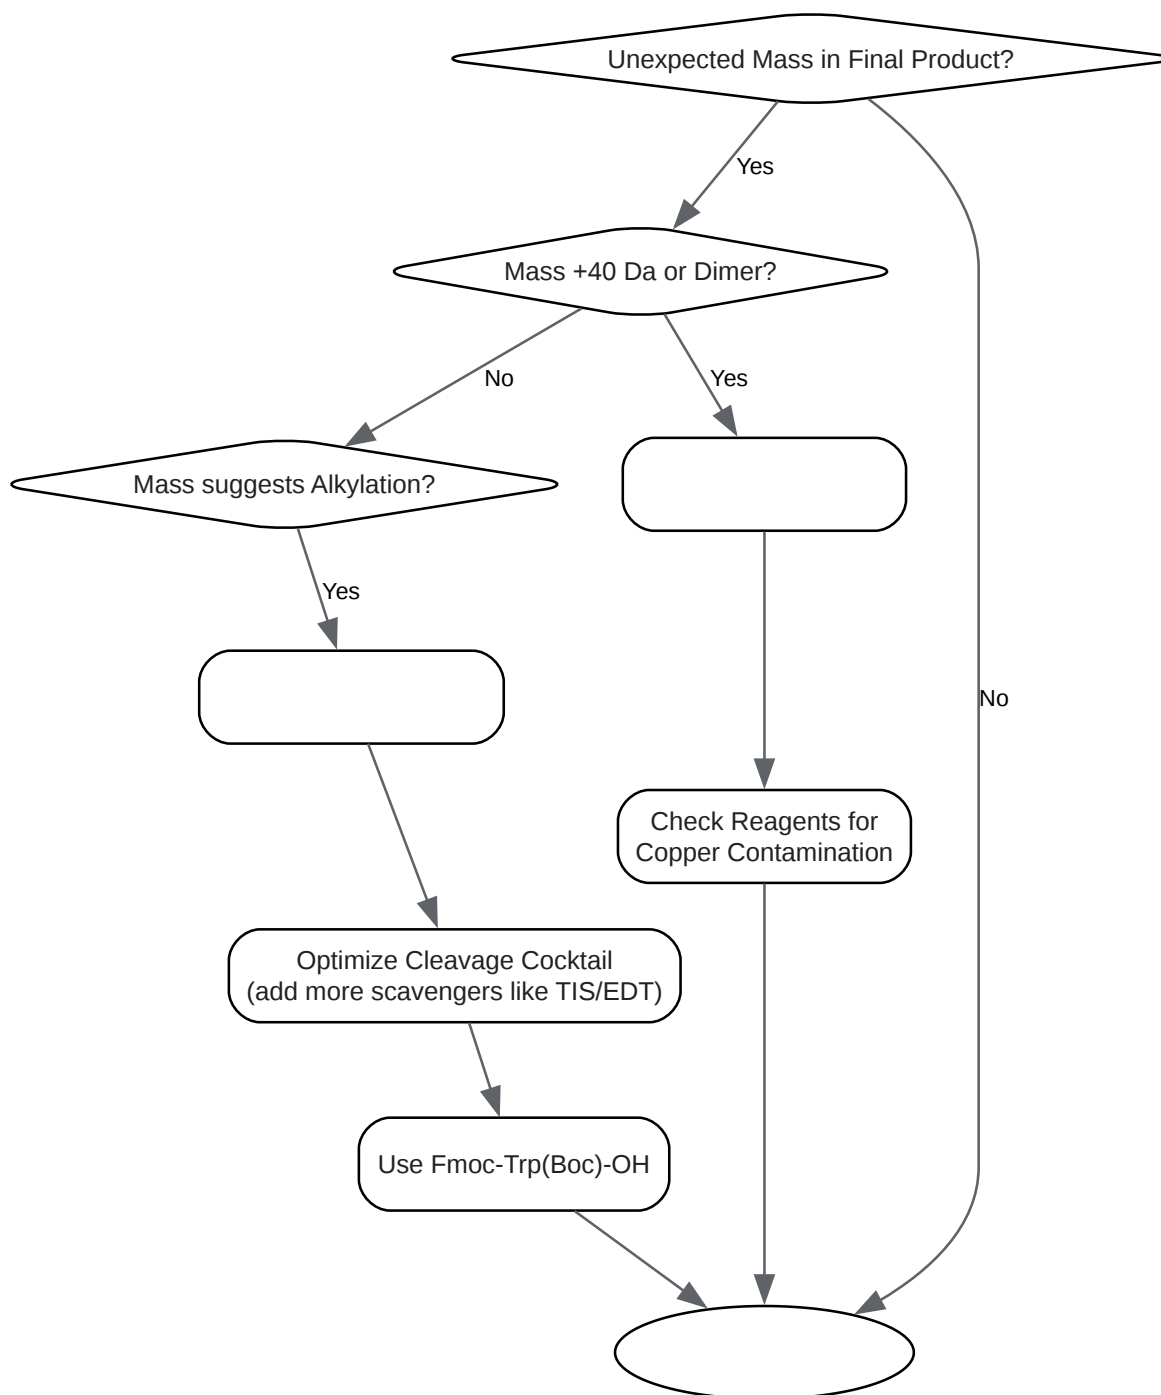 Unexpected Mass in Final Product?
Yes
Mass +40 Da or Dimer?
No
Yes
Mass suggests Alkylation?
Yes
No
Check Reagents for
Copper Contamination
Optimize Cleavage Cocktail
(add more scavengers like TIS/EDT)
Use Fmoc-Trp(Boc)-OH